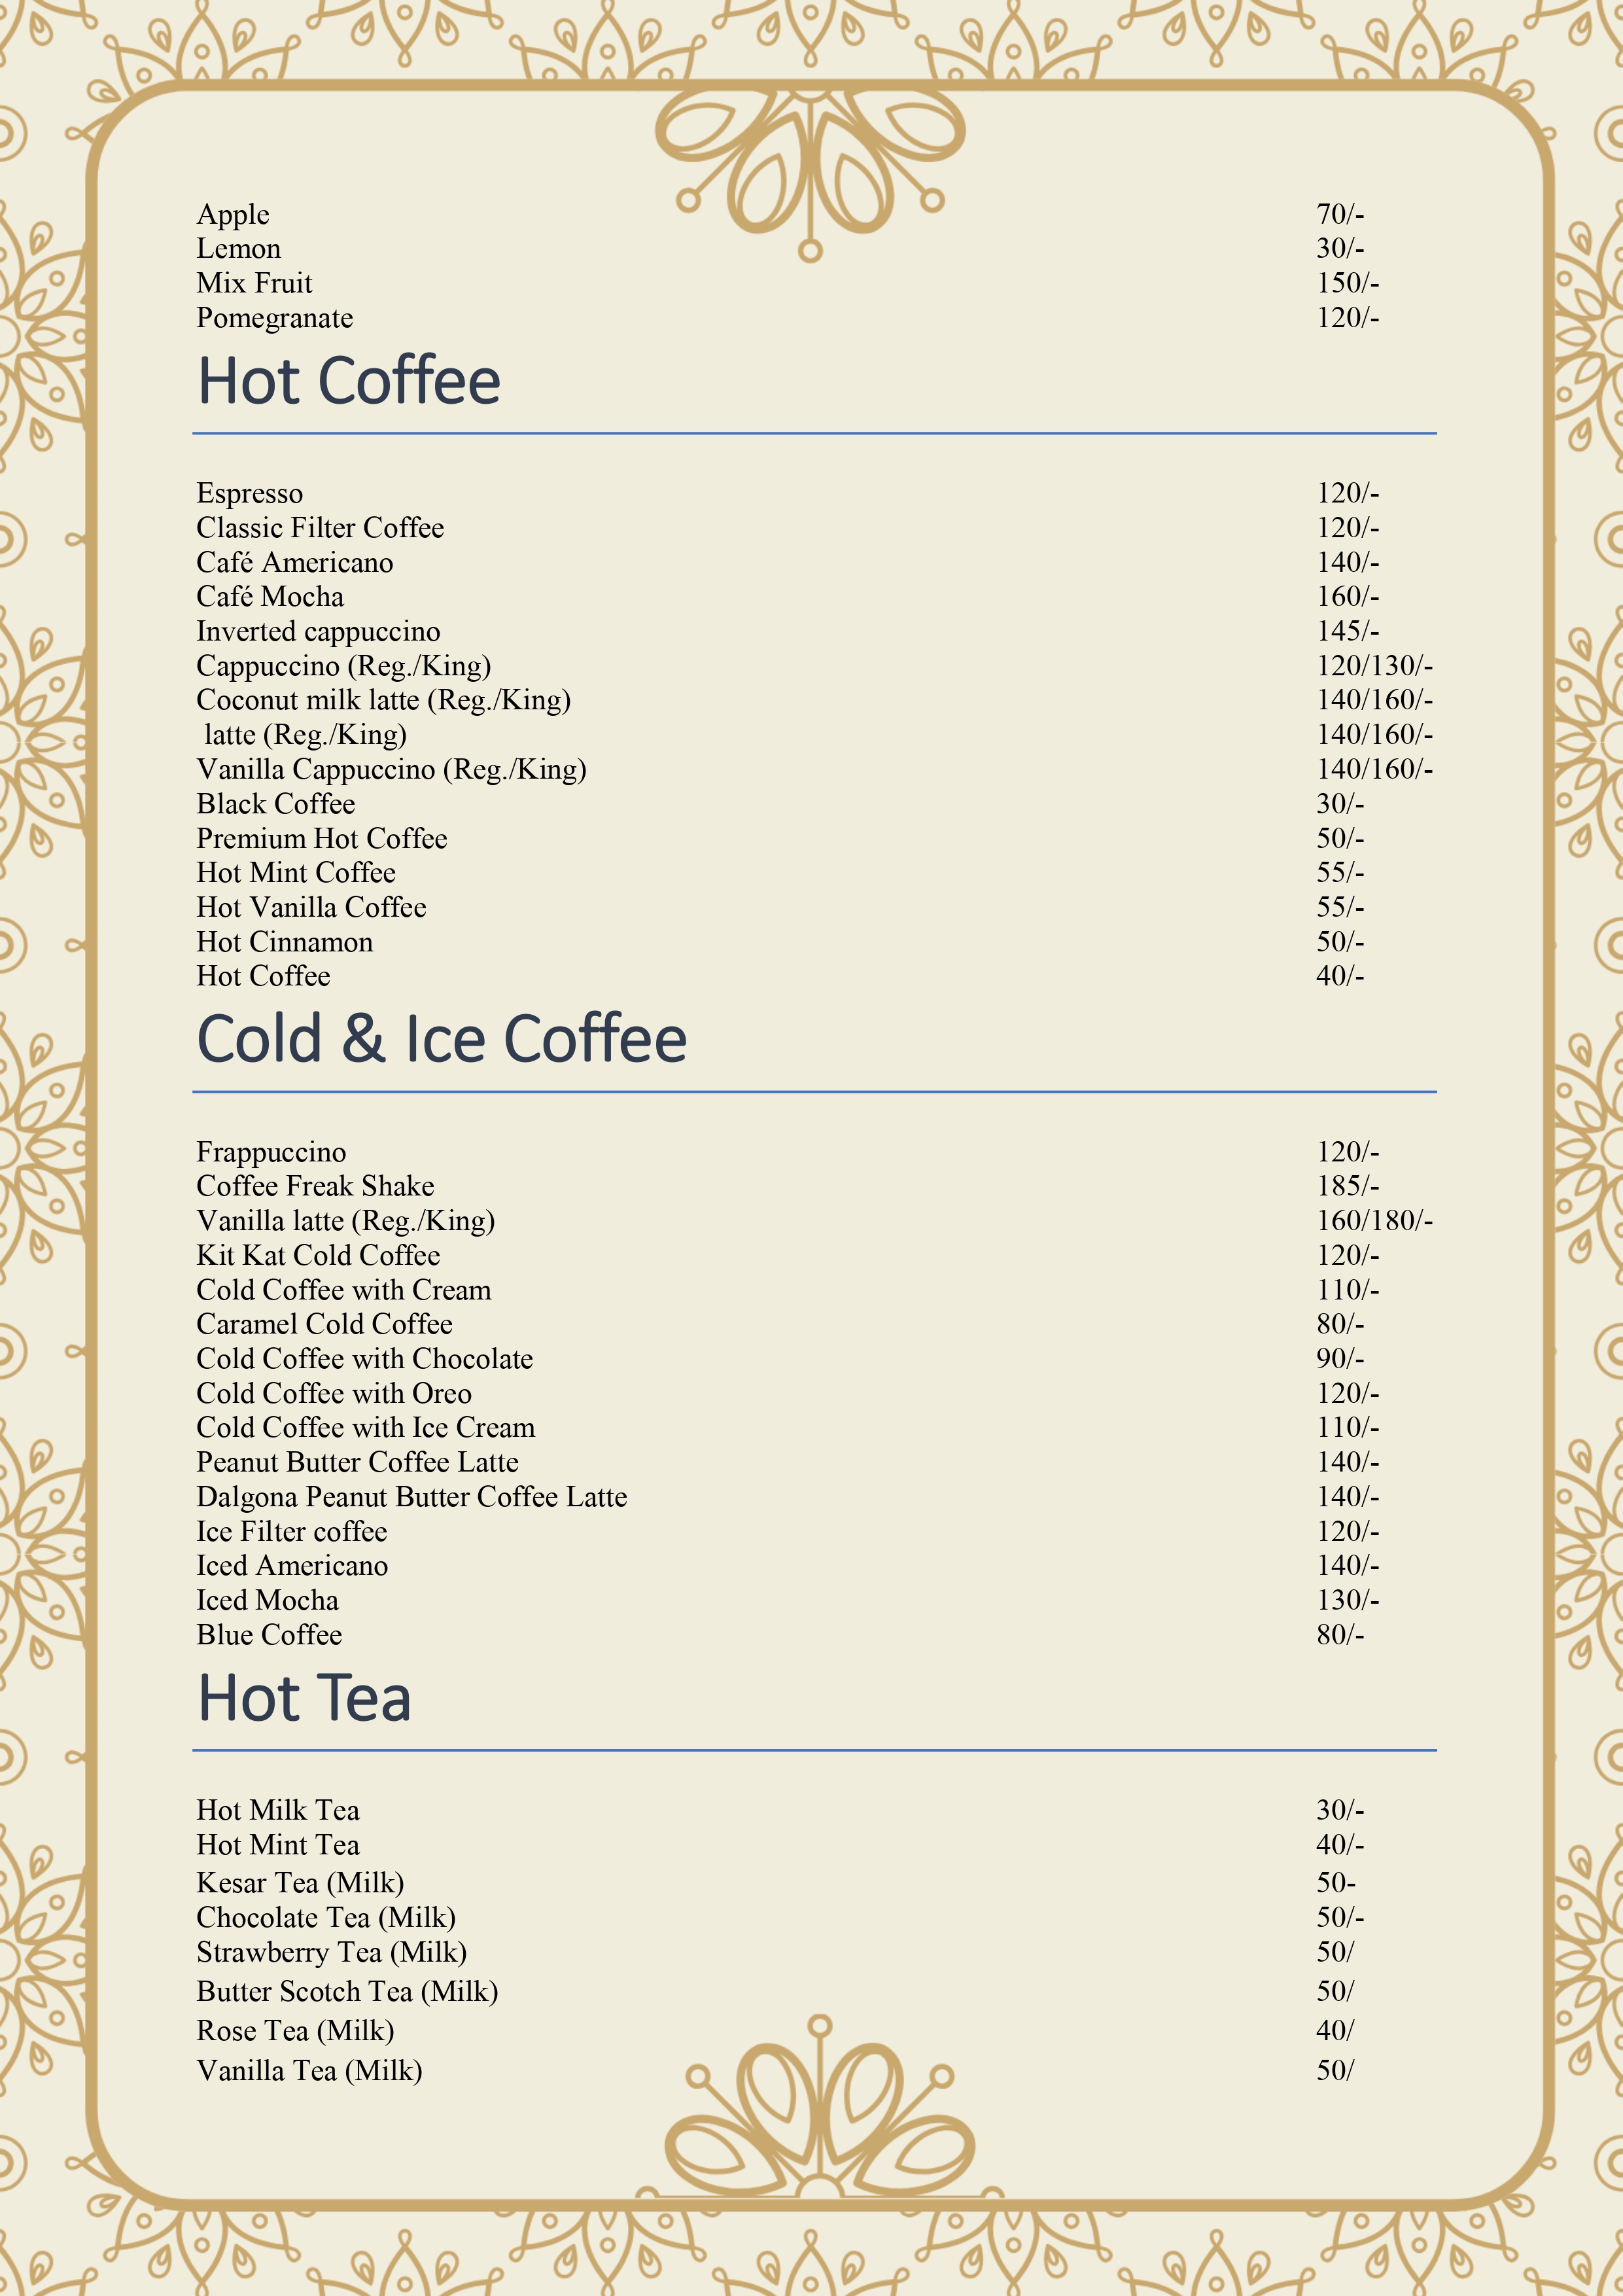 Apple 70/-
Lemon 30/-
Mix Fruit 150/-
Pomegranate 120/-
Hot Coffee
Espresso 120/-
Classic Filter Coffee 120/-
Café Americano 140/-
Café Mocha 160/-
Inverted cappuccino 145/-
Cappuccino (Reg./King) 120/130/-
Coconut milk latte (Reg./King) 140/160/-
latte (Reg./King) 140/160/-
Vanilla Cappuccino (Reg./King) 140/160/-
Black Coffee 30/-
Premium Hot Coffee 50/-
Hot Mint Coffee 55/-
Hot Vanilla Coffee 55/-
Hot Cinnamon 50/-
Hot Coffee 40/-
Cold & Ice Coffee
Frappuccino 120/-
Coffee Freak Shake 185/-
Vanilla latte (Reg./King) 160/180/-
Kit Kat Cold Coffee 120/-
Cold Coffee with Cream 110/-
Caramel Cold Coffee 80/-
Cold Coffee with Chocolate 90/-
Cold Coffee with Oreo 120/-
Cold Coffee with Ice Cream 110/-
Peanut Butter Coffee Latte 140/-
Dalgona Peanut Butter Coffee Latte 140/-
Ice Filter coffee 120/-
Iced Americano 140/-
Iced Mocha 130/-
Blue Coffee 80/-
Hot Tea
Hot Milk Tea 30/-
Hot Mint Tea 40/-
Kesar Tea (Milk) 50-
Chocolate Tea (Milk) 50/-
Strawberry Tea (Milk) 50/
Butter Scotch Tea (Milk) 50/
Rose Tea (Milk) 40/
Vanilla Tea (Milk) 50/